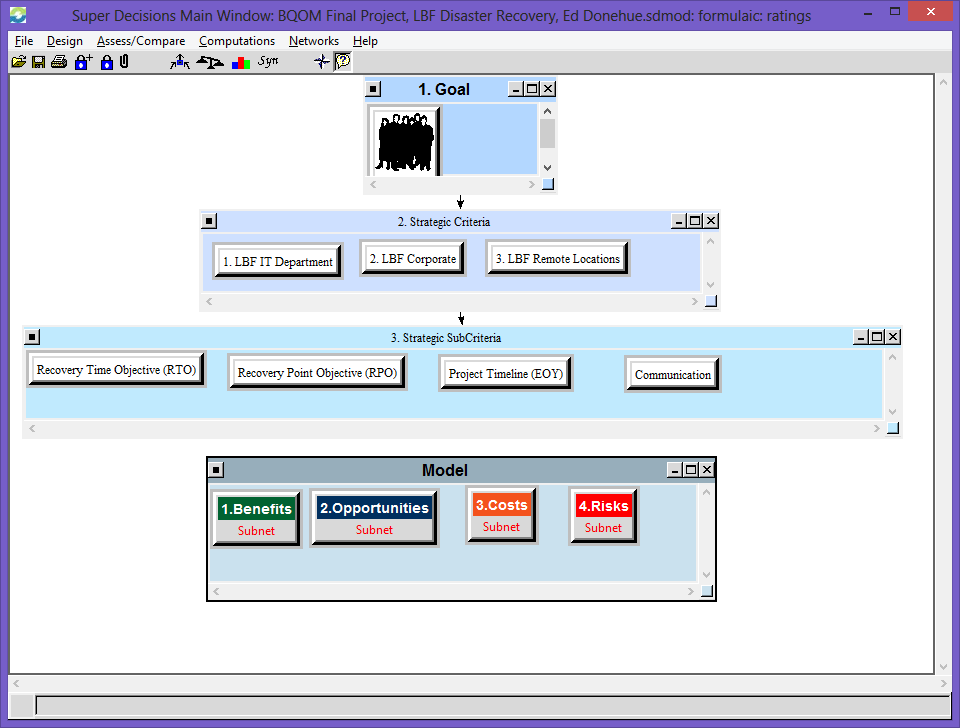 Super Decisions Main Window: BQOM Final Project, LBF Disaster Recovery, Ed Donehue.sdmod: formulaic: ratings
File Design Assess/Compare Computations Networks Help
Syn
1. Goal
2. Strategic Criteria
1. LBF IT Department 2. LBF Corporate 3. LBF Remote Locations
3. Strategic SubCriteria
Recovery Time Objective (RTO) Recovery Point Objective (RPO) Project Timeline (EOY) Communication
Model
1.Benefits 2.Opportunities 3.Costs 4.Risks
Subnet Subnet Subnet Subnet